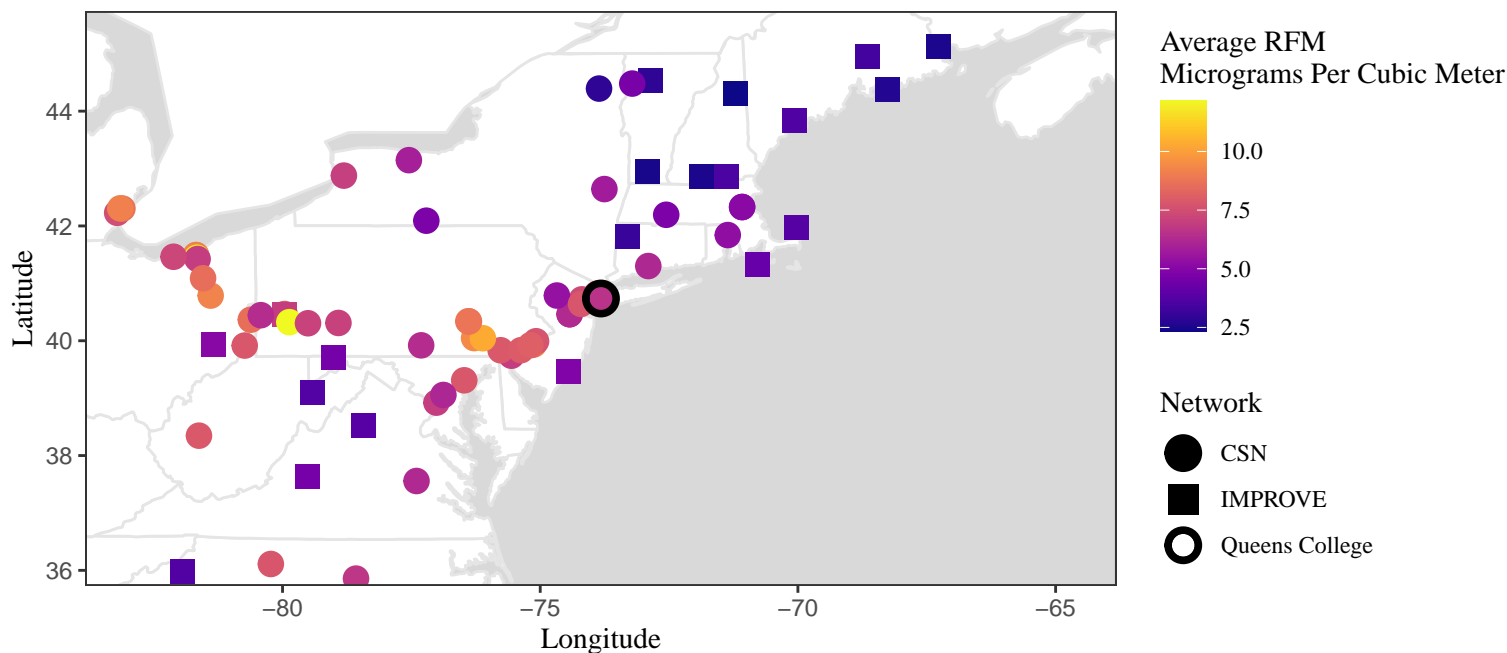 Average RFM
Micrograms Per Cubic Meter
10.0
7.5
5.0
2.5
Network
CSN
IMPROVE
Queens College
Latitude
44
42
40
38
36
−80
−75
−70
−65
Longitude